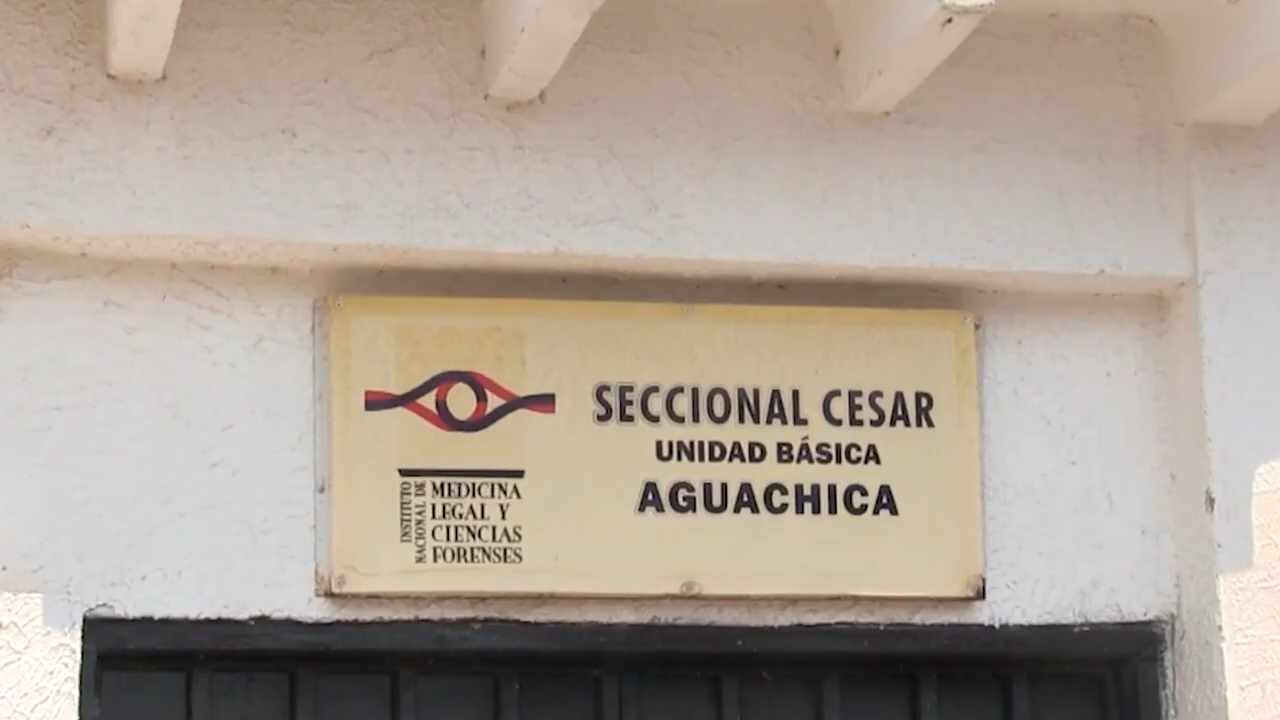 SECCIONAL CESAR
UNIDAD BÁSICA
AGUACHICA
INSTITUTO
NACIONAL DE
MEDICINA
LEGAL Y
CIENCIAS
FORENSES